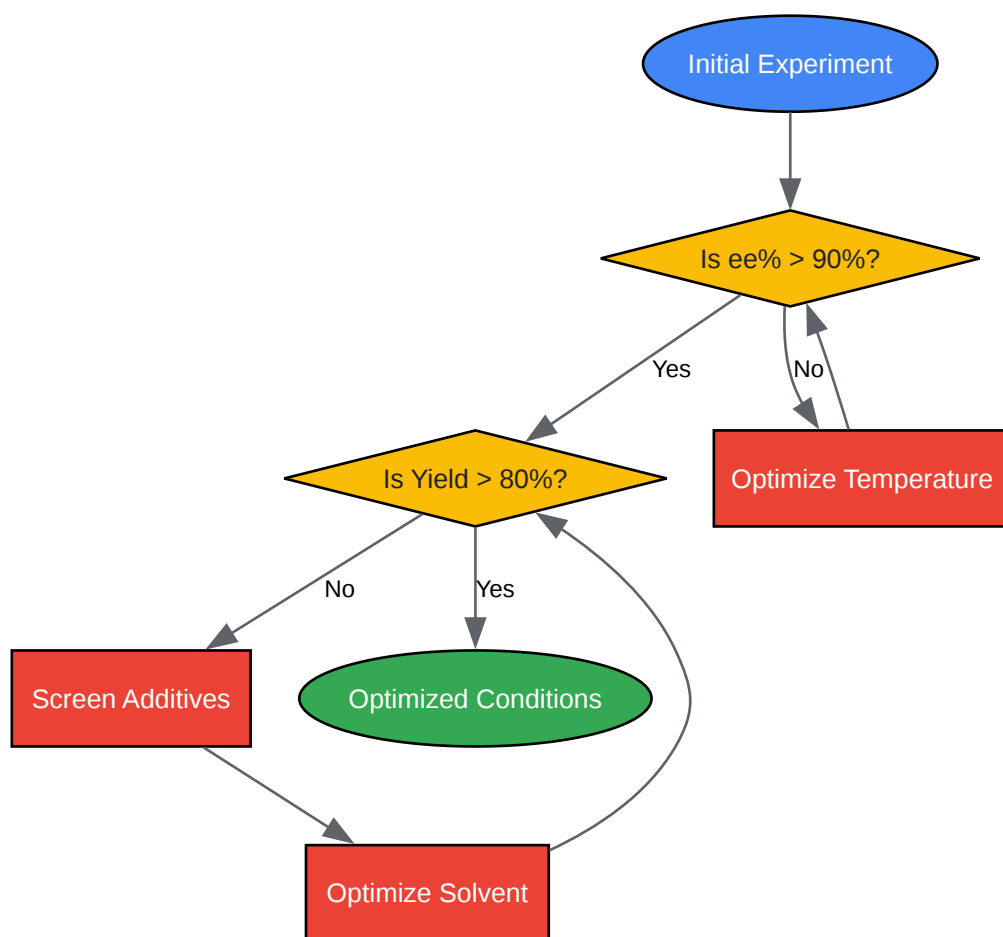 Initial Experiment
Is ee% > 90%?
Yes
No
Is Yield > 80%?
Optimize Temperature
No
Yes
Screen Additives
Optimized Conditions
Optimize Solvent